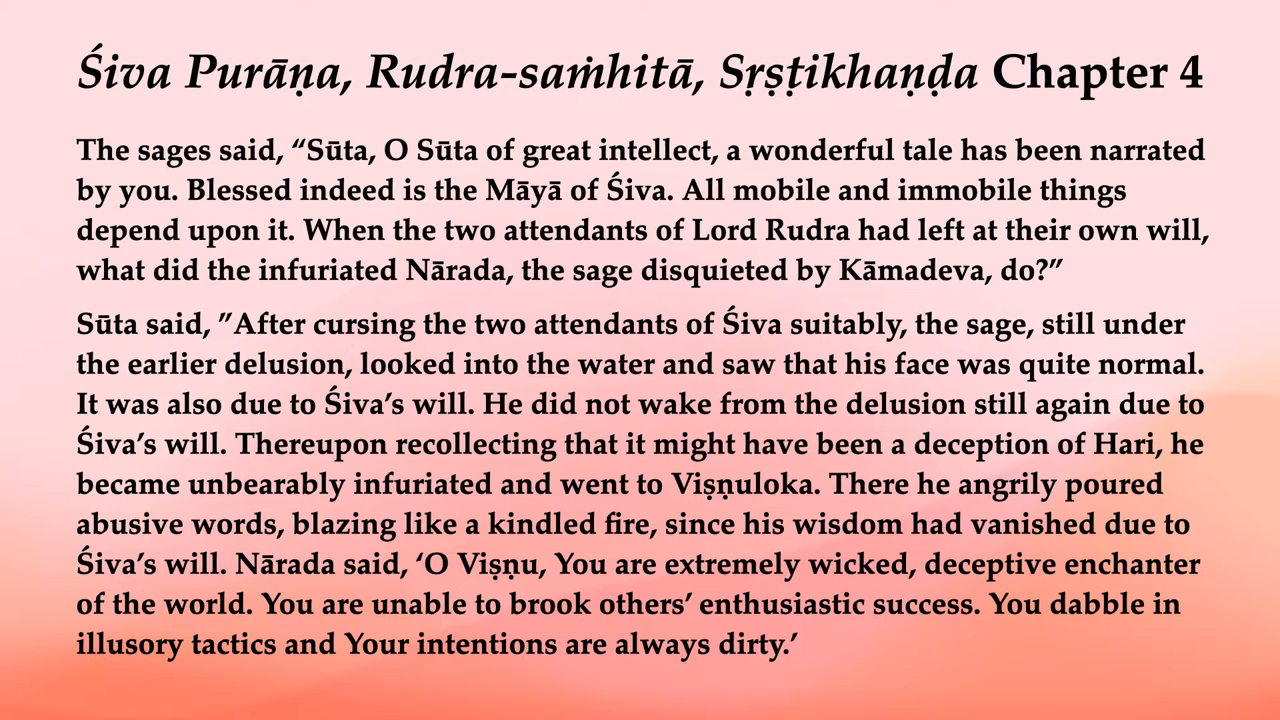 Śiva Purāṇa, Rudra-saṁhitā, Sṛṣṭikhaṇḍa Chapter 4
The sages said, “Sūta, O Sūta of great intellect, a wonderful tale has been narrated
by you. Blessed indeed is the Māyā of Śiva. All mobile and immobile things
depend upon it. When the two attendants of Lord Rudra had left at their own will,
what did the infuriated Nārada, the sage disquieted by Kāmadeva, do?”
Sūta said, ”After cursing the two attendants of Śiva suitably, the sage, still under
the earlier delusion, looked into the water and saw that his face was quite normal.
It was also due to Śiva’s will. He did not wake from the delusion still again due to
Śiva’s will. Thereupon recollecting that it might have been a deception of Hari, he
became unbearably infuriated and went to Viṣṇuloka. There he angrily poured
abusive words, blazing like a kindled fire, since his wisdom had vanished due to
Śiva’s will. Nārada said, ‘O Viṣṇu, You are extremely wicked, deceptive enchanter
of the world. You are unable to brook others’ enthusiastic success. You dabble in
illusory tactics and Your intentions are always dirty.’